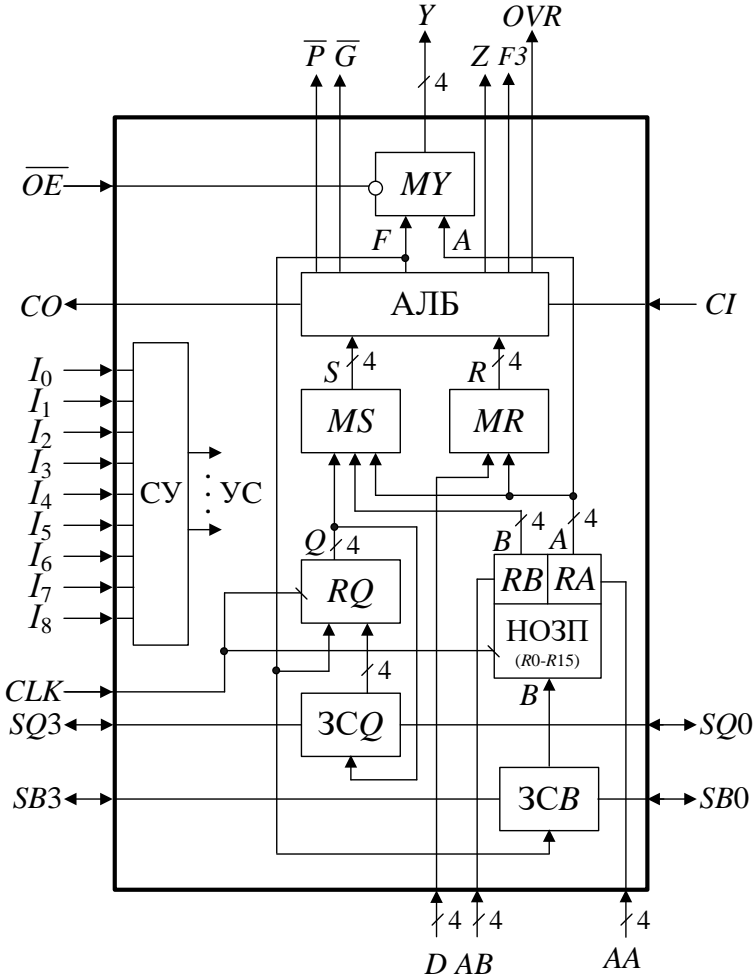 Y OVR
P G Z F3
4
OE MY
F A
CO АЛБ CI
S 4 R 4
I0
MS MR
I1
I2
I3
СУ УС
I4
I5
B 4 A 4
Q 4
I6
RQ RB RA
I7
НОЗП
I8
(R0-R15)
4
CLK B
SQ3 ЗСQ SQ0
SB3 ЗСB SB0
4 4 4
D AB AA